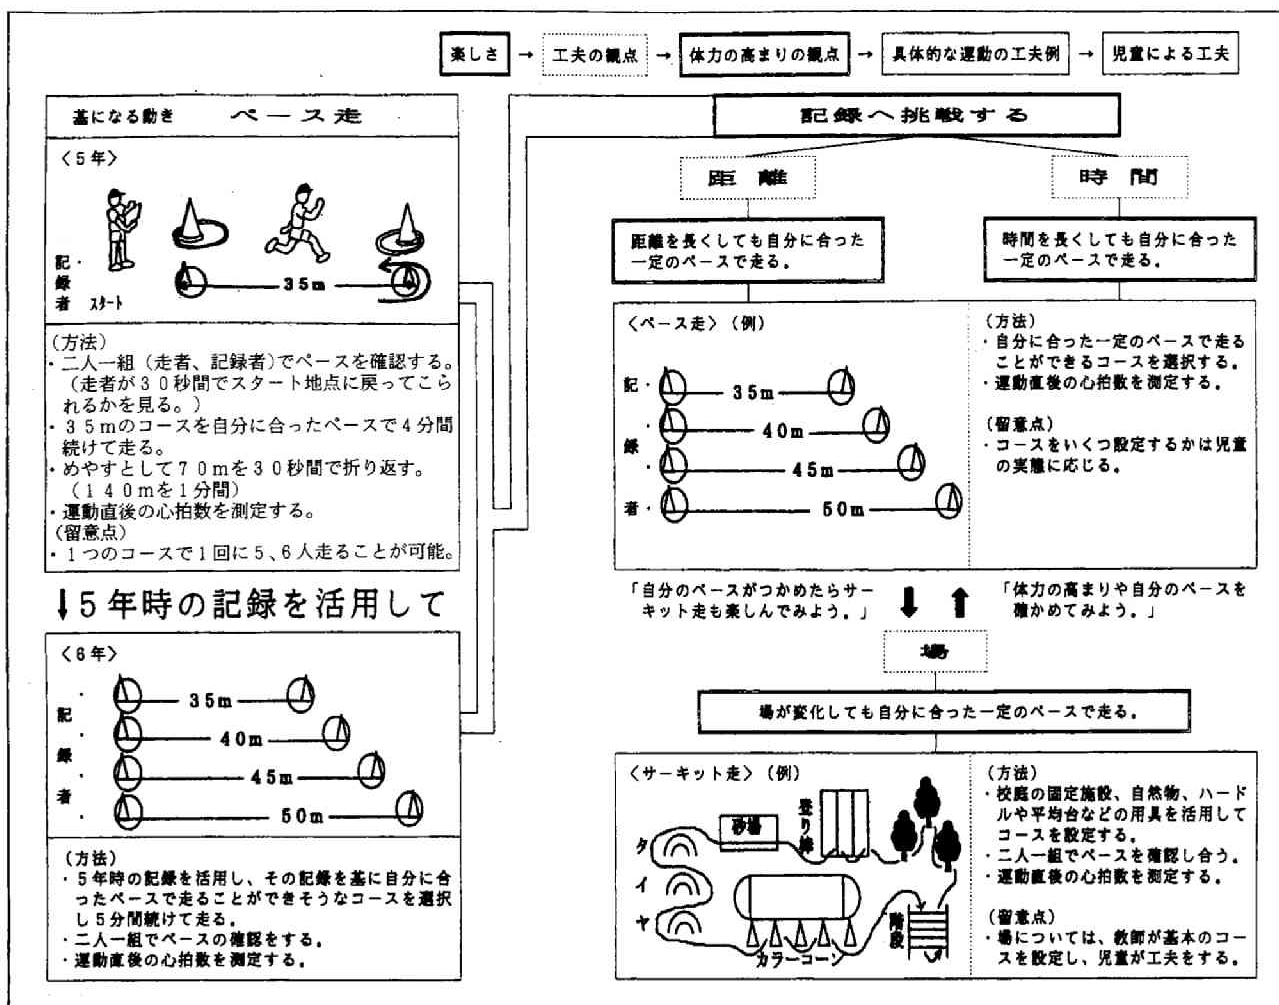 楽しさ → 工夫の観点 → 体力の高まりの観点 → 具体的な運動の工夫例 → 児童による工夫
基になる動き ペース走
〈5年〉
記録者
スタート
35m
(方法)
・二人一組(走者、記録者)でペースを確認する。
(走者が30秒間でスタート地点に戻ってこら
れるかを見る。)
・35mのコースを自分に合ったペースで4分間
続けて走る。
・めやすとして70mを30秒間で折り返す。
(140mを1分間)
・運動直後の心拍数を測定する。
(留意点)
・1つのコースで1回に5、6人走ることが可能。
↓5年時の記録を活用して
〈6年〉
・記・録・者・
35m
40m
45m
50m
(方法)
・5年時の記録を活用し、その記録を基に自分に合
ったペースで走ることができそうなコースを選択
し5分間続けて走る。
・二人一組でペースの確認をする。
・運動直後の心拍数を測定する。
記録へ挑戦する
距離
時間
距離を長くしても自分に合った
一定のペースで走る。
時間を長くしても自分に合った
一定のペースで走る。
〈ペース走〉(例)
記・・録・者・
35m
40m
45m
50m
(方法)
・自分に合った一定のペースで走る
ことができるコースを選択する。
・運動直後の心拍数を測定する。
(留意点)
・コースをいくつ設定するかは児童
の実態に応じる。
「自分のペースがつかめたらサー
キット走も楽しんでみよう。」
「体力の高まりや自分のペースを
確かめてみよう。」
場
場が変化しても自分に合った一定のペースで走る。
〈サーキット走〉(例)
タイヤ
砂場
登り棒
階段
カラーコーン
(方法)
・校庭の固定施設、自然物、ハード
ルや平均台などの用具を活用して
コースを設定する。
・二人一組でペースを確認し合う。
・運動直後の心拍数を測定する。
(留意点)
・場については、教師が基本のコー
スを設定し、児童が工夫をする。